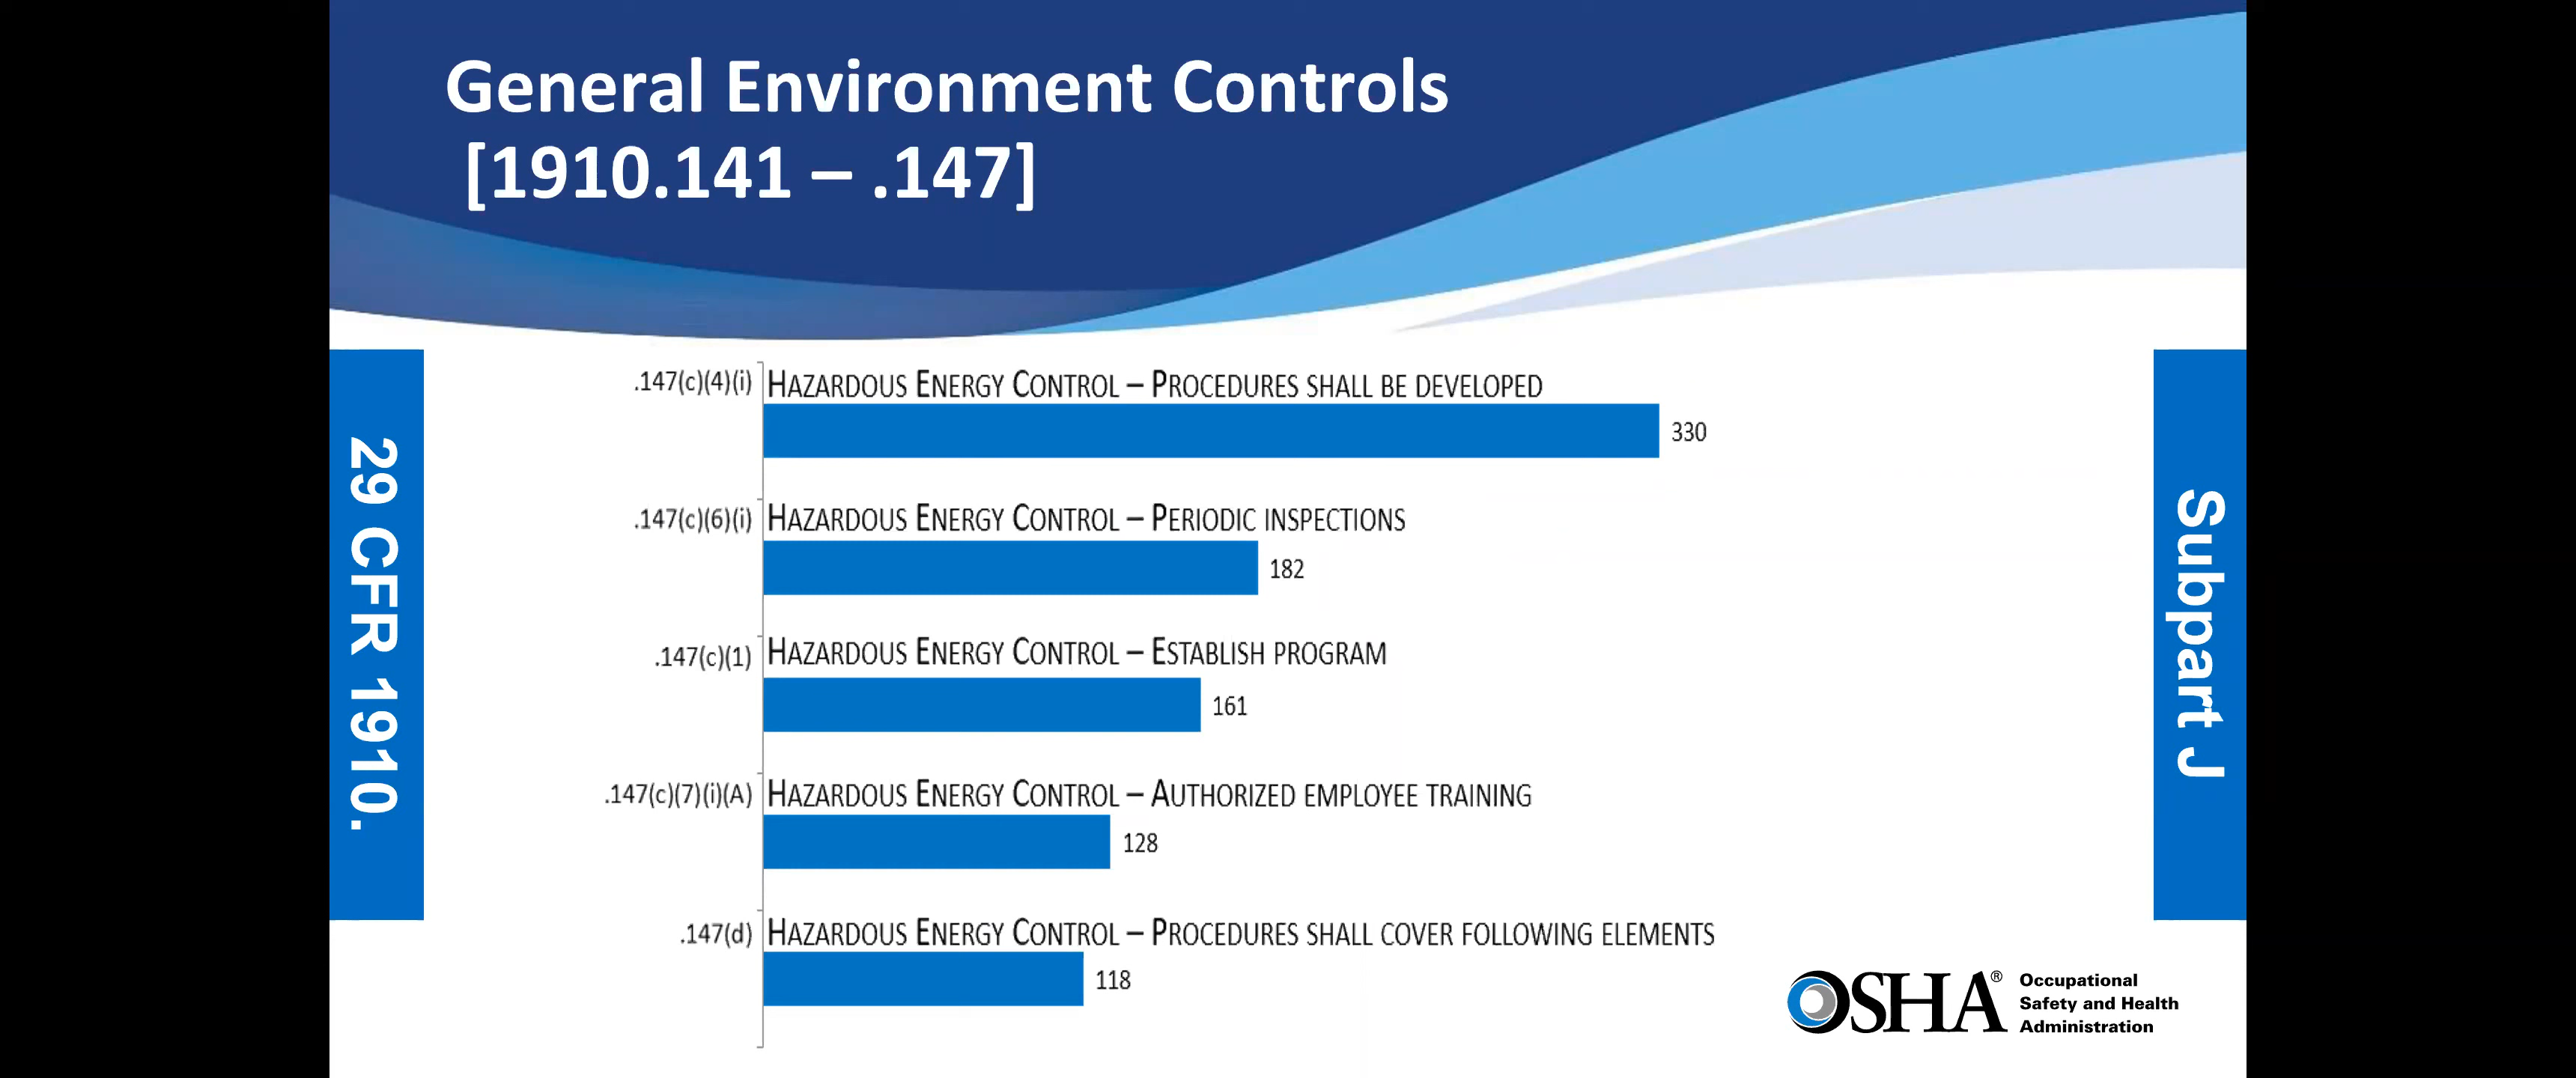 General Environment Controls
[1910.141 – .147]
29 CFR 1910.
Subpart J
.147(c)(4)(i) HAZARDOUS ENERGY CONTROL – PROCEDURES SHALL BE DEVELOPED
330
.147(c)(6)(i) HAZARDOUS ENERGY CONTROL – PERIODIC INSPECTIONS
182
.147(c)(1) HAZARDOUS ENERGY CONTROL – ESTABLISH PROGRAM
161
.147(c)(7)(i)(A) HAZARDOUS ENERGY CONTROL – AUTHORIZED EMPLOYEE TRAINING
128
.147(d) HAZARDOUS ENERGY CONTROL – PROCEDURES SHALL COVER FOLLOWING ELEMENTS
118
OSHA®
Occupational
Safety and Health
Administration